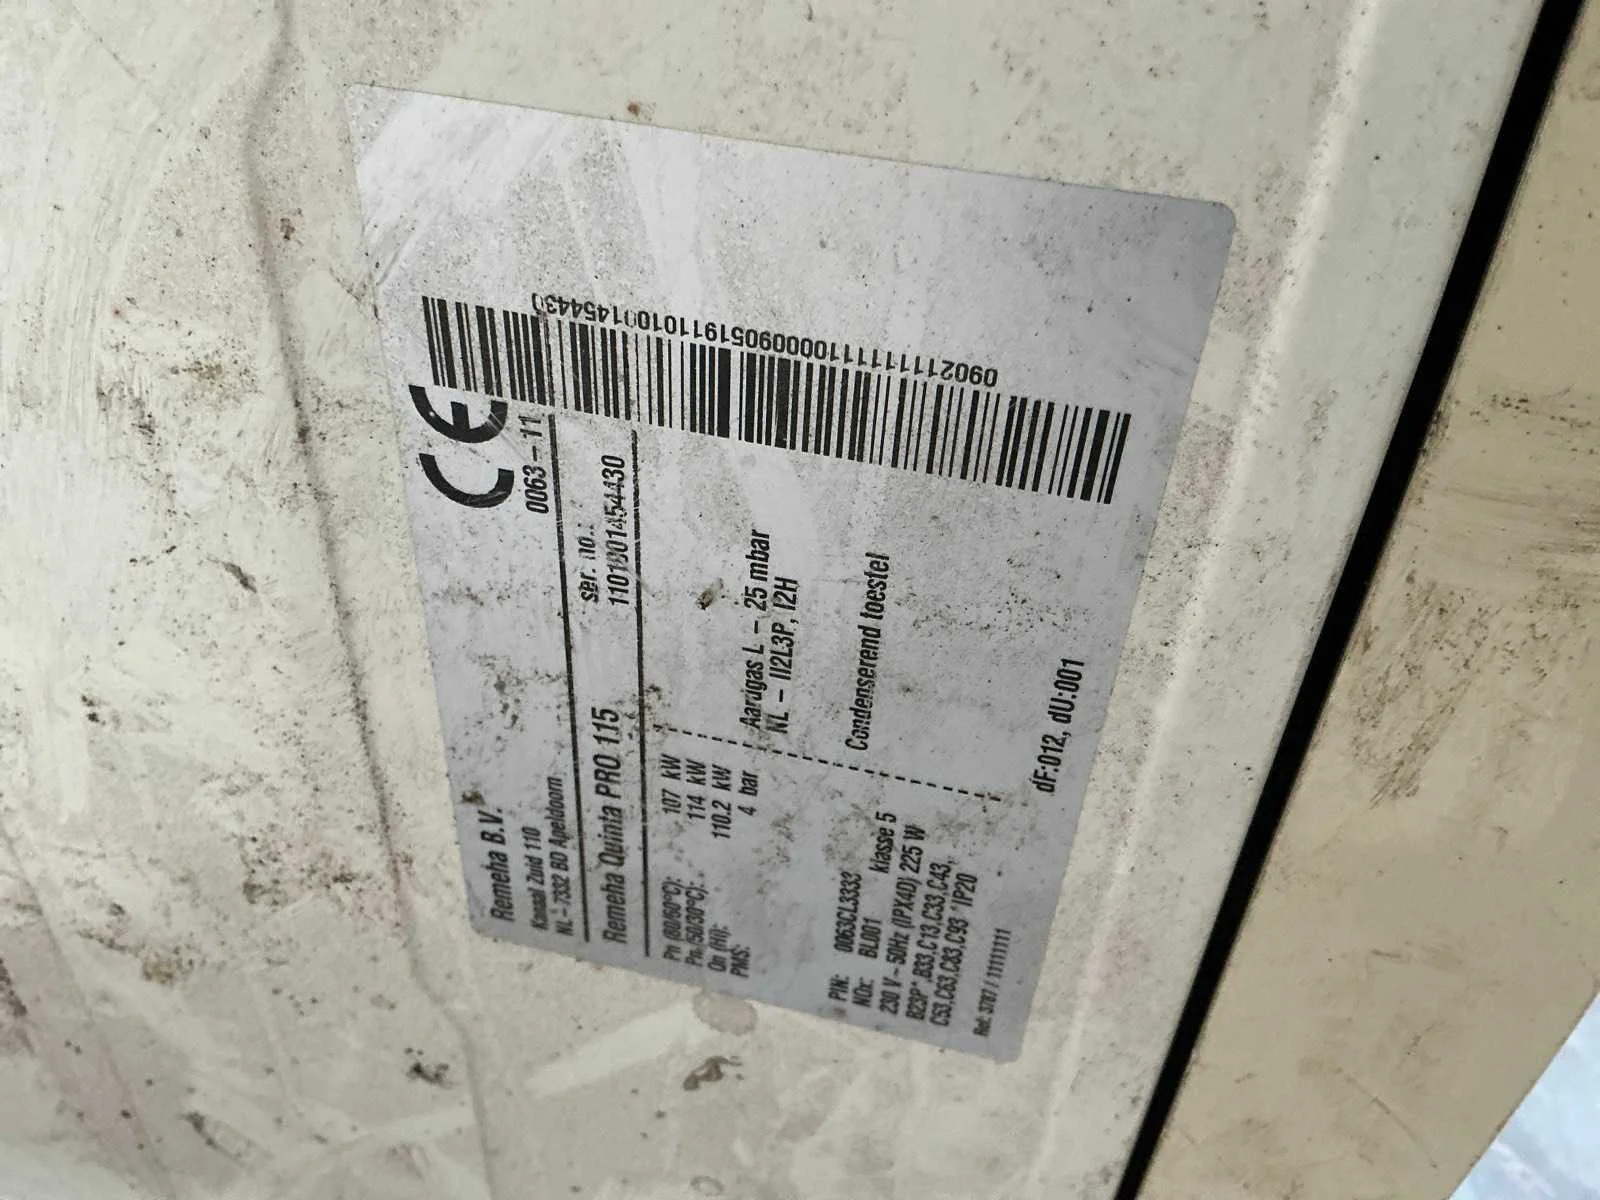 Remeha B.V.
Kanaal Zuid 110
NL - 7332 BD Apeldoorn
CE
0063 - 11
Remeha Quinta PRO 115
ser. no.:
1101001454430
Pn (80/60°C): 107 kW
Pn (50/30°C): 114 kW
Qn (Hi): 110.2 kW
PMS: 4 bar
Aardgas L - 25 mbar
NL - II2L3P, I2H
PIN: 0063CL3333
NOx: BL001 klasse 5
230 V - 50Hz (IPX4D) 225 W
B23P*,B33,C13,C33,C43,
C53,C63,C83,C93 *IP20
Condenserend toestel
Ref: 3787 / 11111111
dF:012, dU:001